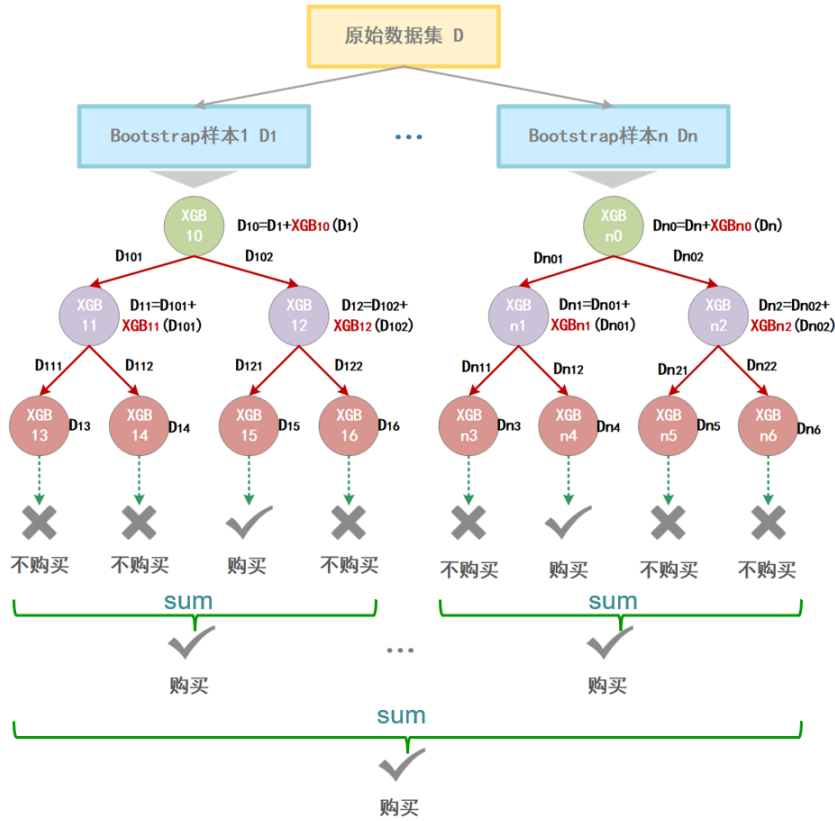 原始数据集 D
Bootstrap样本1 D1
...
Bootstrap样本n Dn
XGB
10
D10=D1+XGB10(D1)
XGB
n0
Dn0=Dn+XGBn0(Dn)
D101
D102
Dn01
Dn02
XGB
11
D11=D101+
XGB11(D101)
XGB
12
D12=D102+
XGB12(D102)
XGB
n1
Dn1=Dn01+
XGBn1(Dn01)
XGB
n2
Dn2=Dn02+
XGBn2(Dn02)
D111
D112
D121
D122
Dn11
Dn12
Dn21
Dn22
XGB
13
D13
XGB
14
D14
XGB
15
D15
XGB
16
D16
XGB
n3
Dn3
XGB
n4
Dn4
XGB
n5
Dn5
XGB
n6
Dn6
不购买
不购买
购买
不购买
不购买
购买
不购买
不购买
sum
sum
...
购买
购买
sum
购买